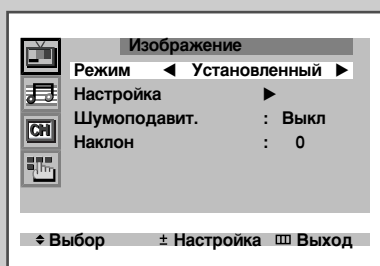 Изображение
Режим ◀ Установленный ▶
Настройка ▶
Шумоподавит. : Выкл
Наклон : 0
CH
≑ Выбор ± Настройка Ⅲ Выход